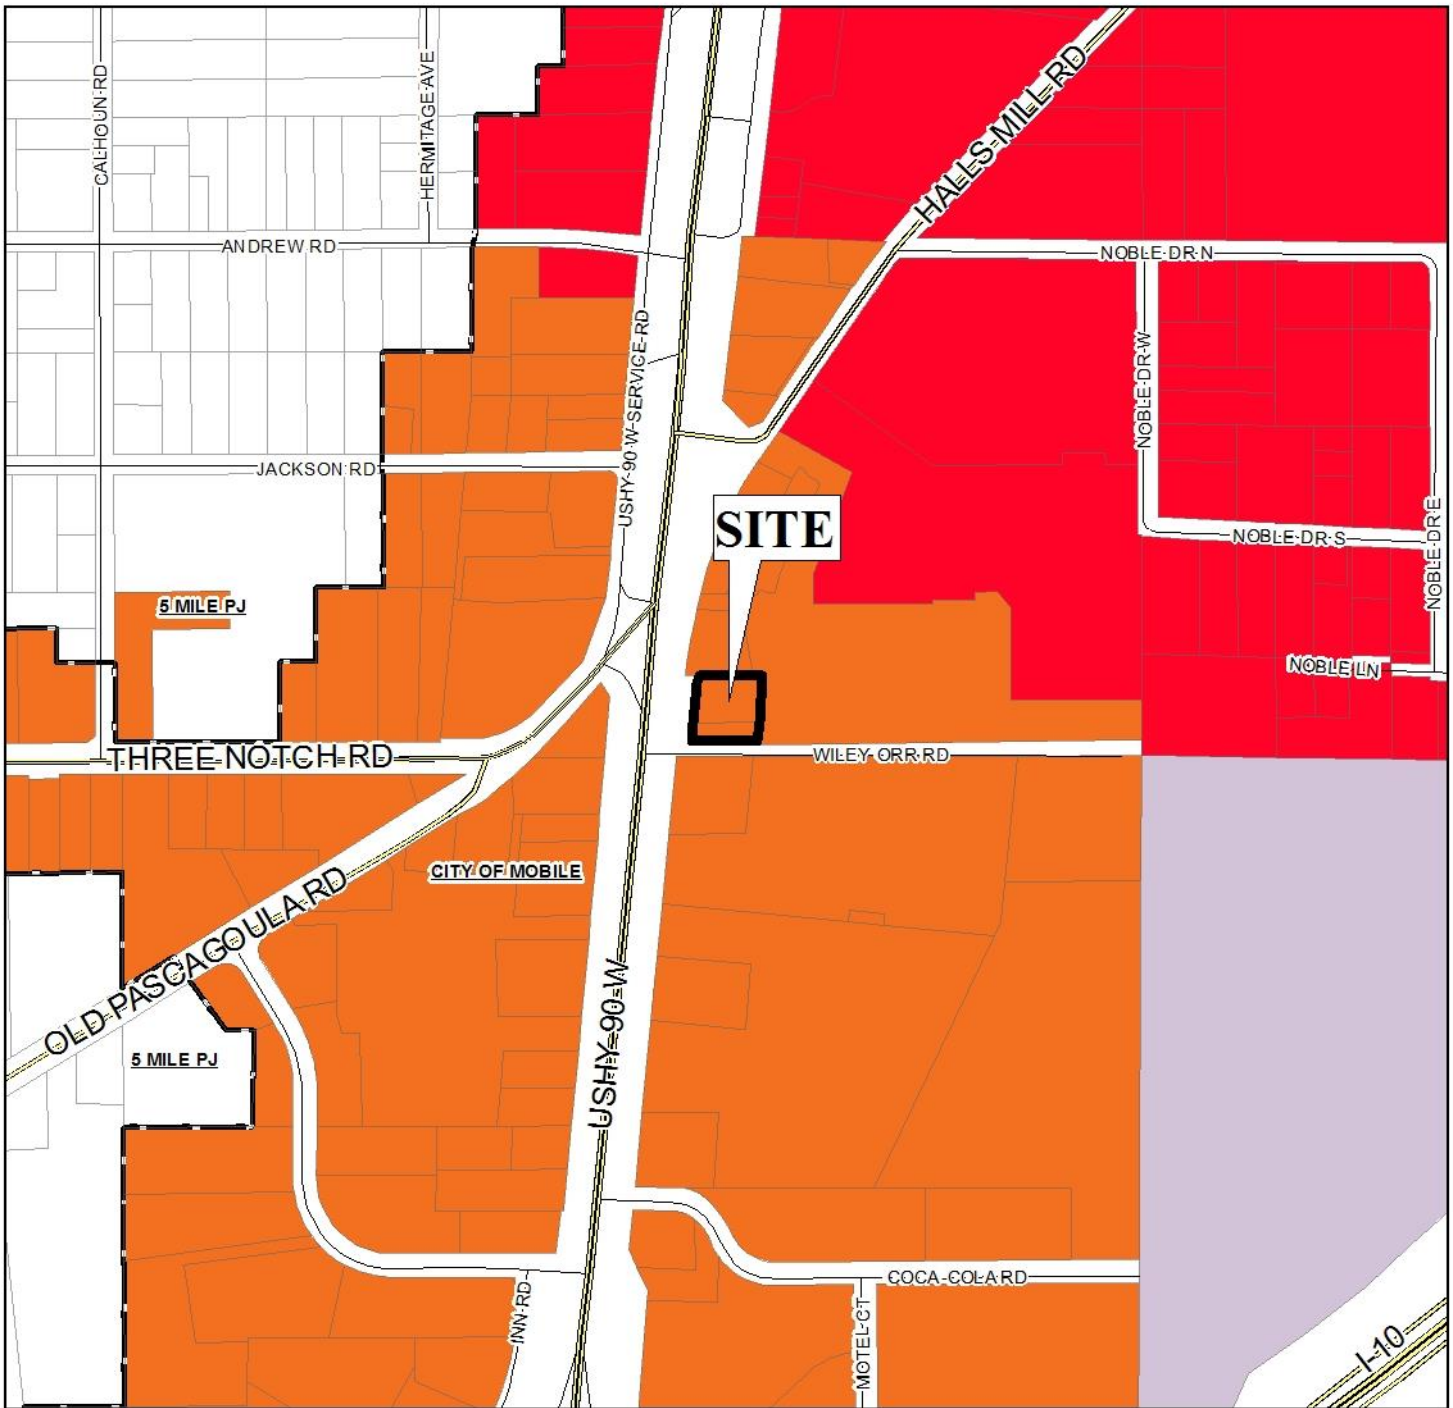 CALHOUN RD
HERMITAGE AVE
HALLS MILL RD
ANDREW RD
NOBLE DR N
USHY 90 W SERVICE RD
NOBLE DR W
JACKSON RD
SITE
NOBLE DR S
NOBLE DR E
5 MILE PJ
NOBLE LN
THREE NOTCH RD
WILEY ORR RD
CITY OF MOBILE
OLD PASCAGOULA RD
USHY 90 W
5 MILE PJ
COCA COLA RD
INN RD
MOTEL CT
I-10